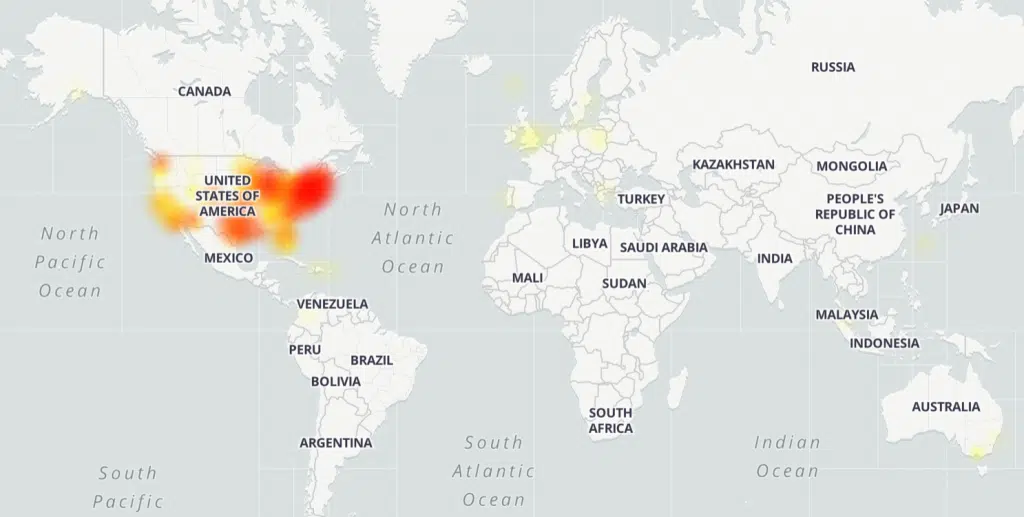 RUSSIA
CANADA
KAZAKHSTAN
MONGOLIA
UNITED
STATES OF
AMERICA
TURKEY
PEOPLE'S
REPUBLIC OF
CHINA
JAPAN
North
Pacific
Ocean
North
Atlantic
Ocean
LIBYA
SAUDI ARABIA
MEXICO
INDIA
MALI
SUDAN
VENEZUELA
MALAYSIA
INDONESIA
PERU
BRAZIL
BOLIVIA
AUSTRALIA
SOUTH
AFRICA
ARGENTINA
South
Atlantic
Ocean
Indian
Ocean
South
Pacific